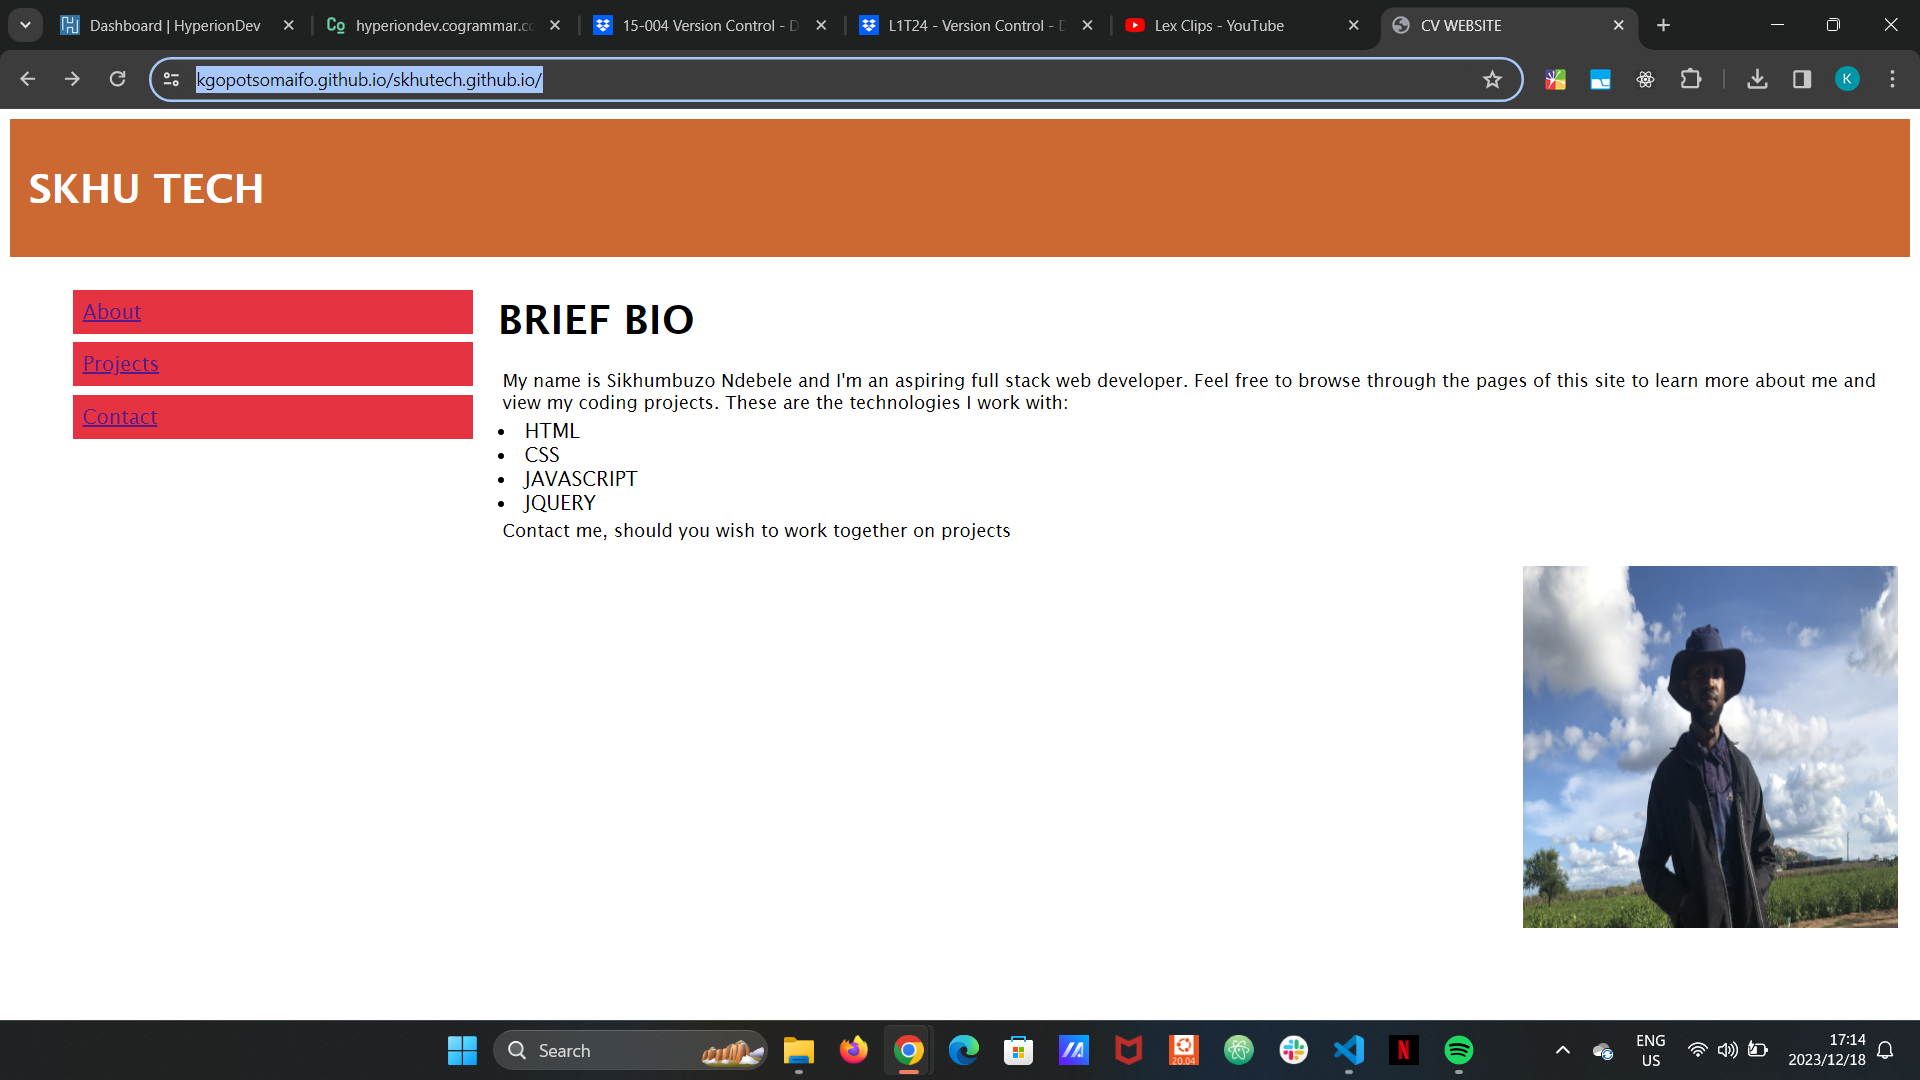 Dashboard | HyperionDev
hyperiondev.cogrammar.co
15-004 Version Control - D
L1T24 - Version Control - D
Lex Clips - YouTube
CV WEBSITE
kgopotsomaifo.github.io/skhutech.github.io/
K
SKHU TECH
About
Projects
Contact
BRIEF BIO
My name is Sikhumbuzo Ndebele and I'm an aspiring full stack web developer. Feel free to browse through the pages of this site to learn more about me and
view my coding projects. These are the technologies I work with:
• HTML
• CSS
• JAVASCRIPT
• JQUERY
Contact me, should you wish to work together on projects
Search
20.04
N
ENG
US
17:14
2023/12/18